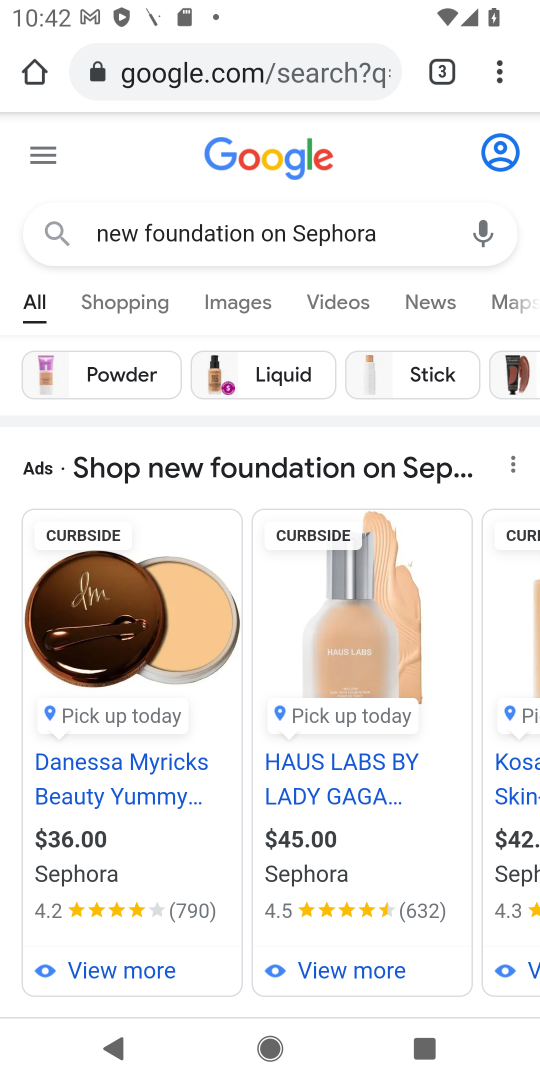 10:42
google.com/search?q
3
Google
new foundation on Sephora
All Shopping Images Videos News Maps
Powder Liquid Stick
Ads · Shop new foundation on Sep...
CURBSIDE
dm
Pick up today
Danessa Myricks
Beauty Yummy...
$36.00
Sephora
4.2 (790)
View more
CURBSIDE
HAUS LABS
Pick up today
HAUS LABS BY
LADY GAGA...
$45.00
Sephora
4.5 (632)
View more
CUR
Pi
Kosa
Skin-
$42.
Seph
4.3
V